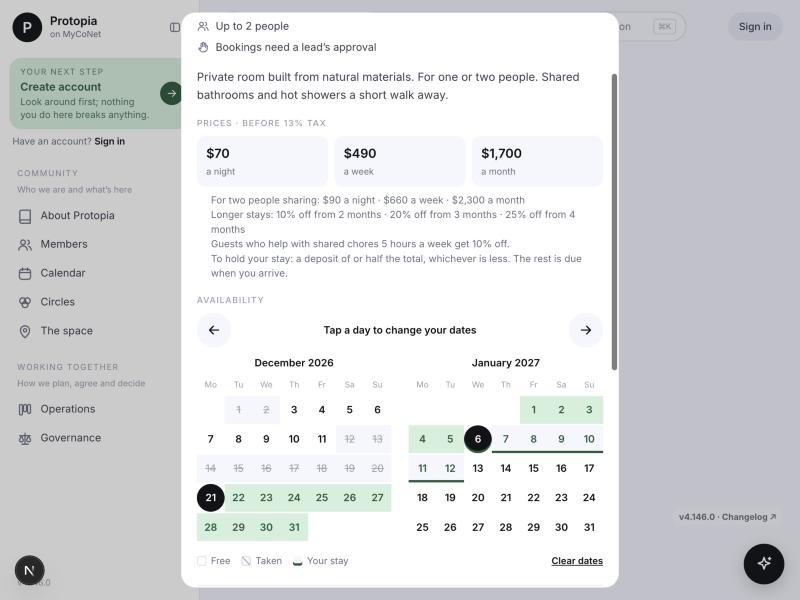 Protopia
on MyCoNet
YOUR NEXT STEP
Create account
Look around first; nothing
you do here breaks anything.
Have an account? Sign in
COMMUNITY
Who we are and what's here
About Protopia
Members
Calendar
Circles
The space
WORKING TOGETHER
How we plan, agree and decide
Operations
Governance
N
Up to 2 people
Bookings need a lead's approval
Private room built from natural materials. For one or two people. Shared
bathrooms and hot showers a short walk away.
PRICES · BEFORE 13% TAX
$70 $490 $1,700
a night a week a month
For two people sharing: $90 a night · $660 a week · $2,300 a month
Longer stays: 10% off from 2 months · 20% off from 3 months · 25% off from 4
months
Guests who help with shared chores 5 hours a week get 10% off.
To hold your stay: a deposit of or half the total, whichever is less. The rest is due
when you arrive.
AVAILABILITY
← Tap a day to change your dates →
December 2026
Mo Tu We Th Fr Sa Su
1 2 3 4 5 6
7 8 9 10 11 12 13
14 15 16 17 18 19 20
21 22 23 24 25 26 27
28 29 30 31
January 2027
Mo Tu We Th Fr Sa Su
1 2 3
4 5 6 7 8 9 10
11 12 13 14 15 16 17
18 19 20 21 22 23 24
25 26 27 28 29 30 31
Free Taken Your stay
Clear dates
on ⌘K
Sign in
v4.146.0 · Changelog ↗